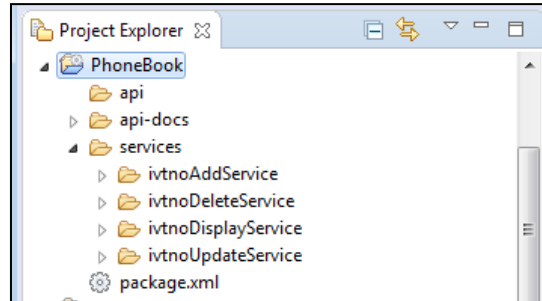 Project Explorer
PhoneBook
api
api-docs
services
ivtnoAddService
ivtnoDeleteService
ivtnoDisplayService
ivtnoUpdateService
package.xml